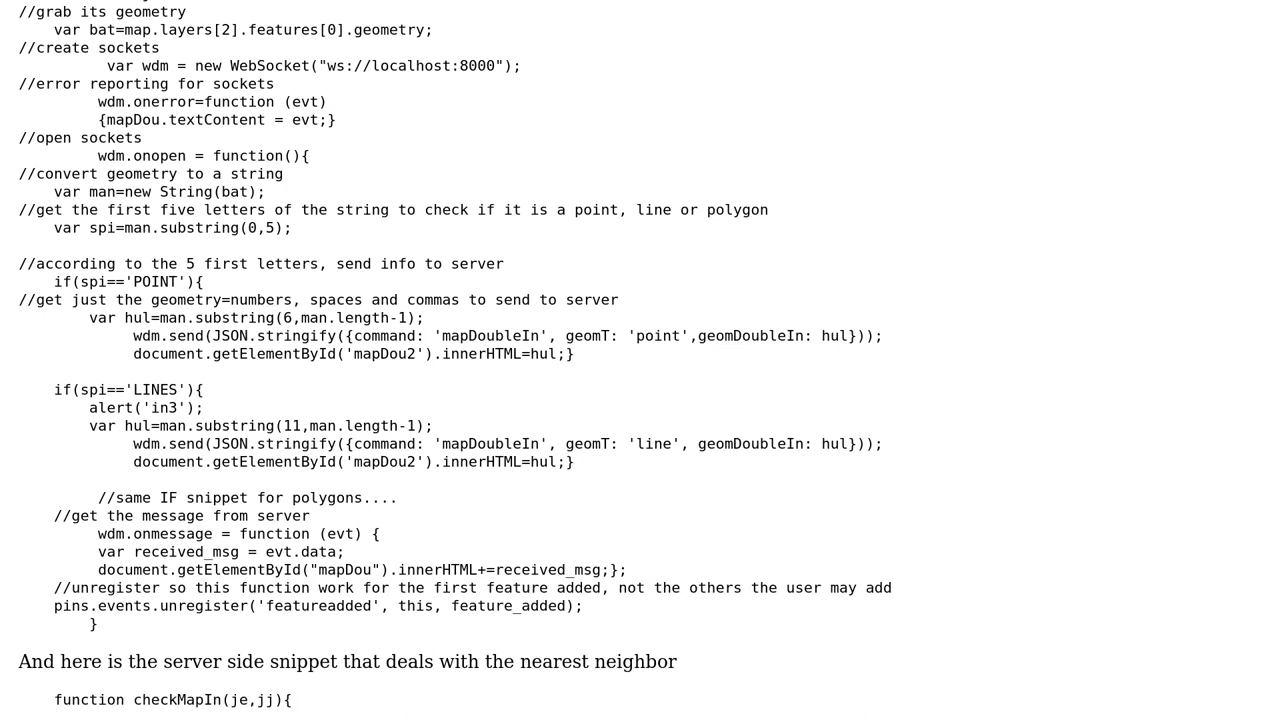 //grab its geometry
var bat=map.layers[2].features[0].geometry;
//create sockets
var wdm = new WebSocket("ws://localhost:8000");
//error reporting for sockets
wdm.onerror=function (evt)
{mapDou.textContent = evt;}
//open sockets
wdm.onopen = function(){
//convert geometry to a string
var man=new String(bat);
//get the first five letters of the string to check if it is a point, line or polygon
var spi=man.substring(0,5);
//according to the 5 first letters, send info to server
if(spi=='POINT'){
//get just the geometry=numbers, spaces and commas to send to server
var hul=man.substring(6,man.length-1);
wdm.send(JSON.stringify({command: 'mapDoubleIn', geomT: 'point',geomDoubleIn: hul}));
document.getElementById('mapDou2').innerHTML=hul;}
if(spi=='LINES'){
alert('in3');
var hul=man.substring(11,man.length-1);
wdm.send(JSON.stringify({command: 'mapDoubleIn', geomT: 'line', geomDoubleIn: hul}));
document.getElementById('mapDou2').innerHTML=hul;}
//same IF snippet for polygons....
//get the message from server
wdm.onmessage = function (evt) {
var received_msg = evt.data;
document.getElementById("mapDou").innerHTML+=received_msg;};
//unregister so this function work for the first feature added, not the others the user may add
pins.events.unregister('featureadded', this, feature_added);
}
And here is the server side snippet that deals with the nearest neighbor
function checkMapIn(je,jj){